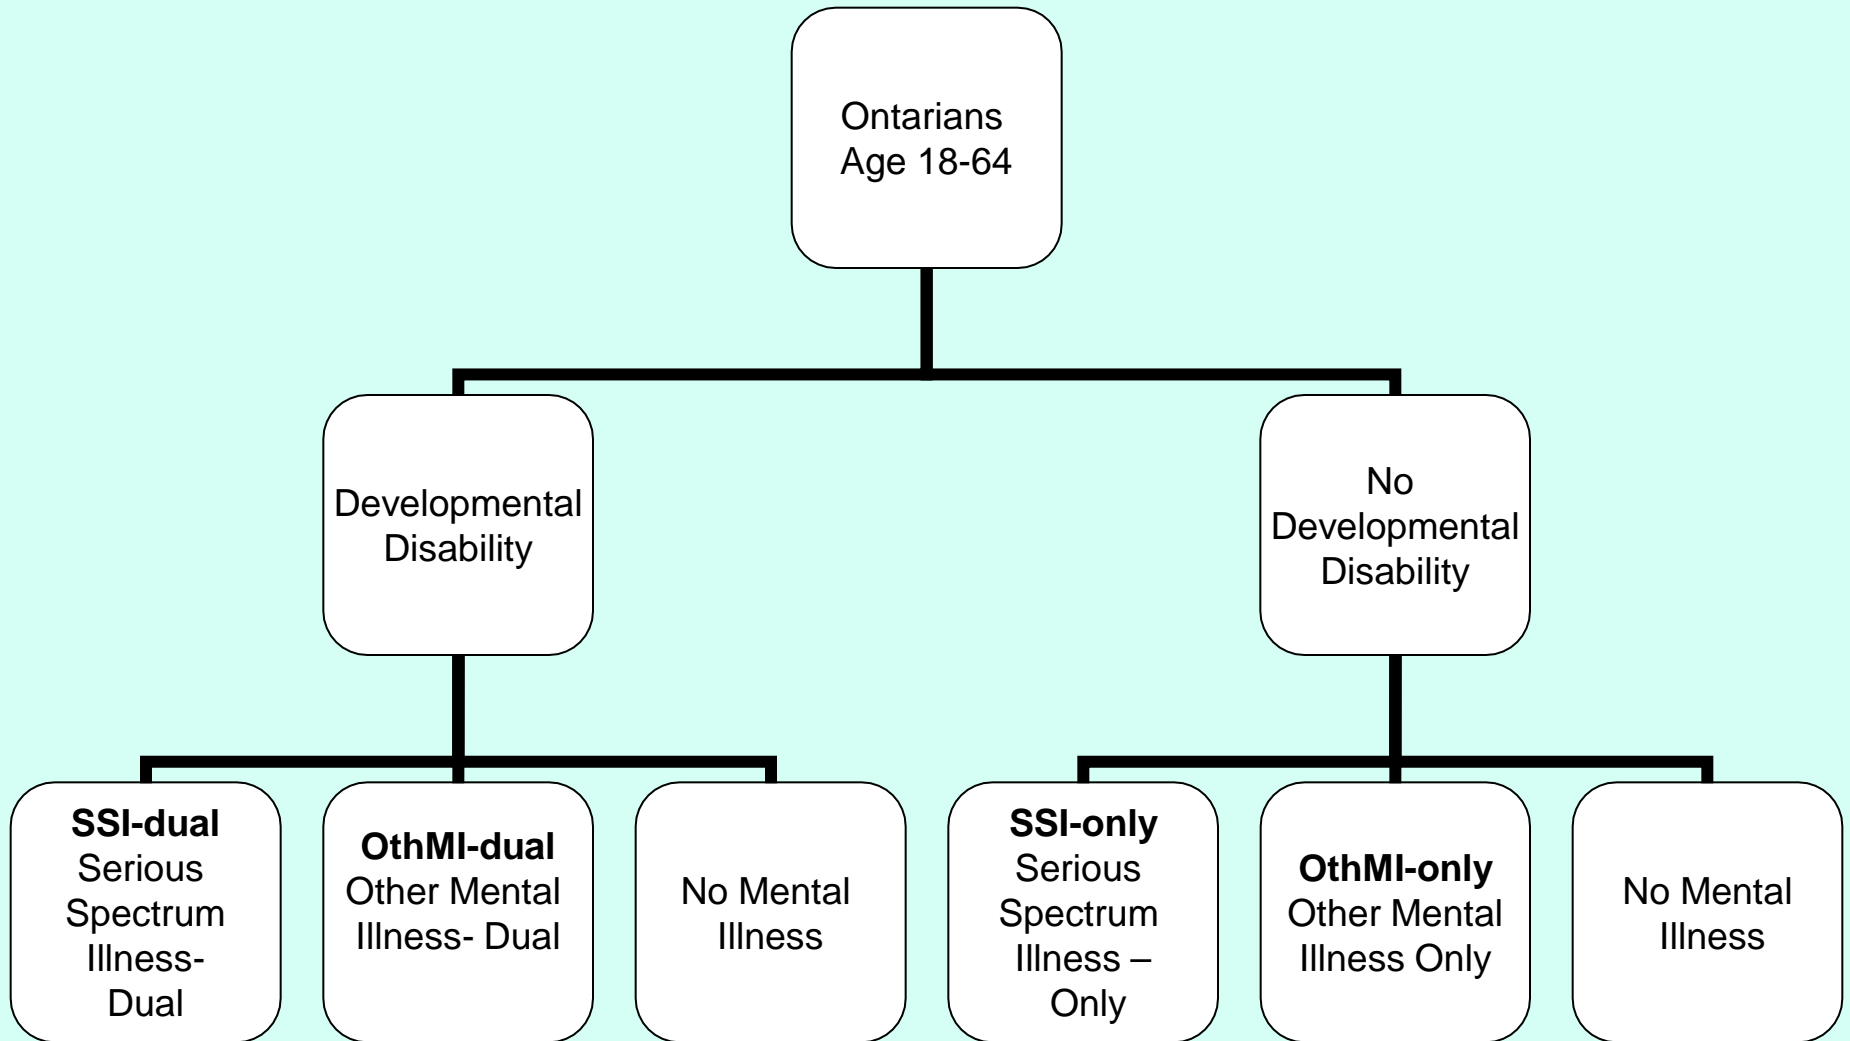 Ontarians
Age 18-64
Developmental
Disability
No
Developmental
Disability
SSI-dual
Serious
Spectrum
Illness-
Dual
OthMI-dual
Other Mental
Illness- Dual
No Mental
Illness
SSI-only
Serious
Spectrum
Illness –
Only
OthMI-only
Other Mental
Illness Only
No Mental
Illness